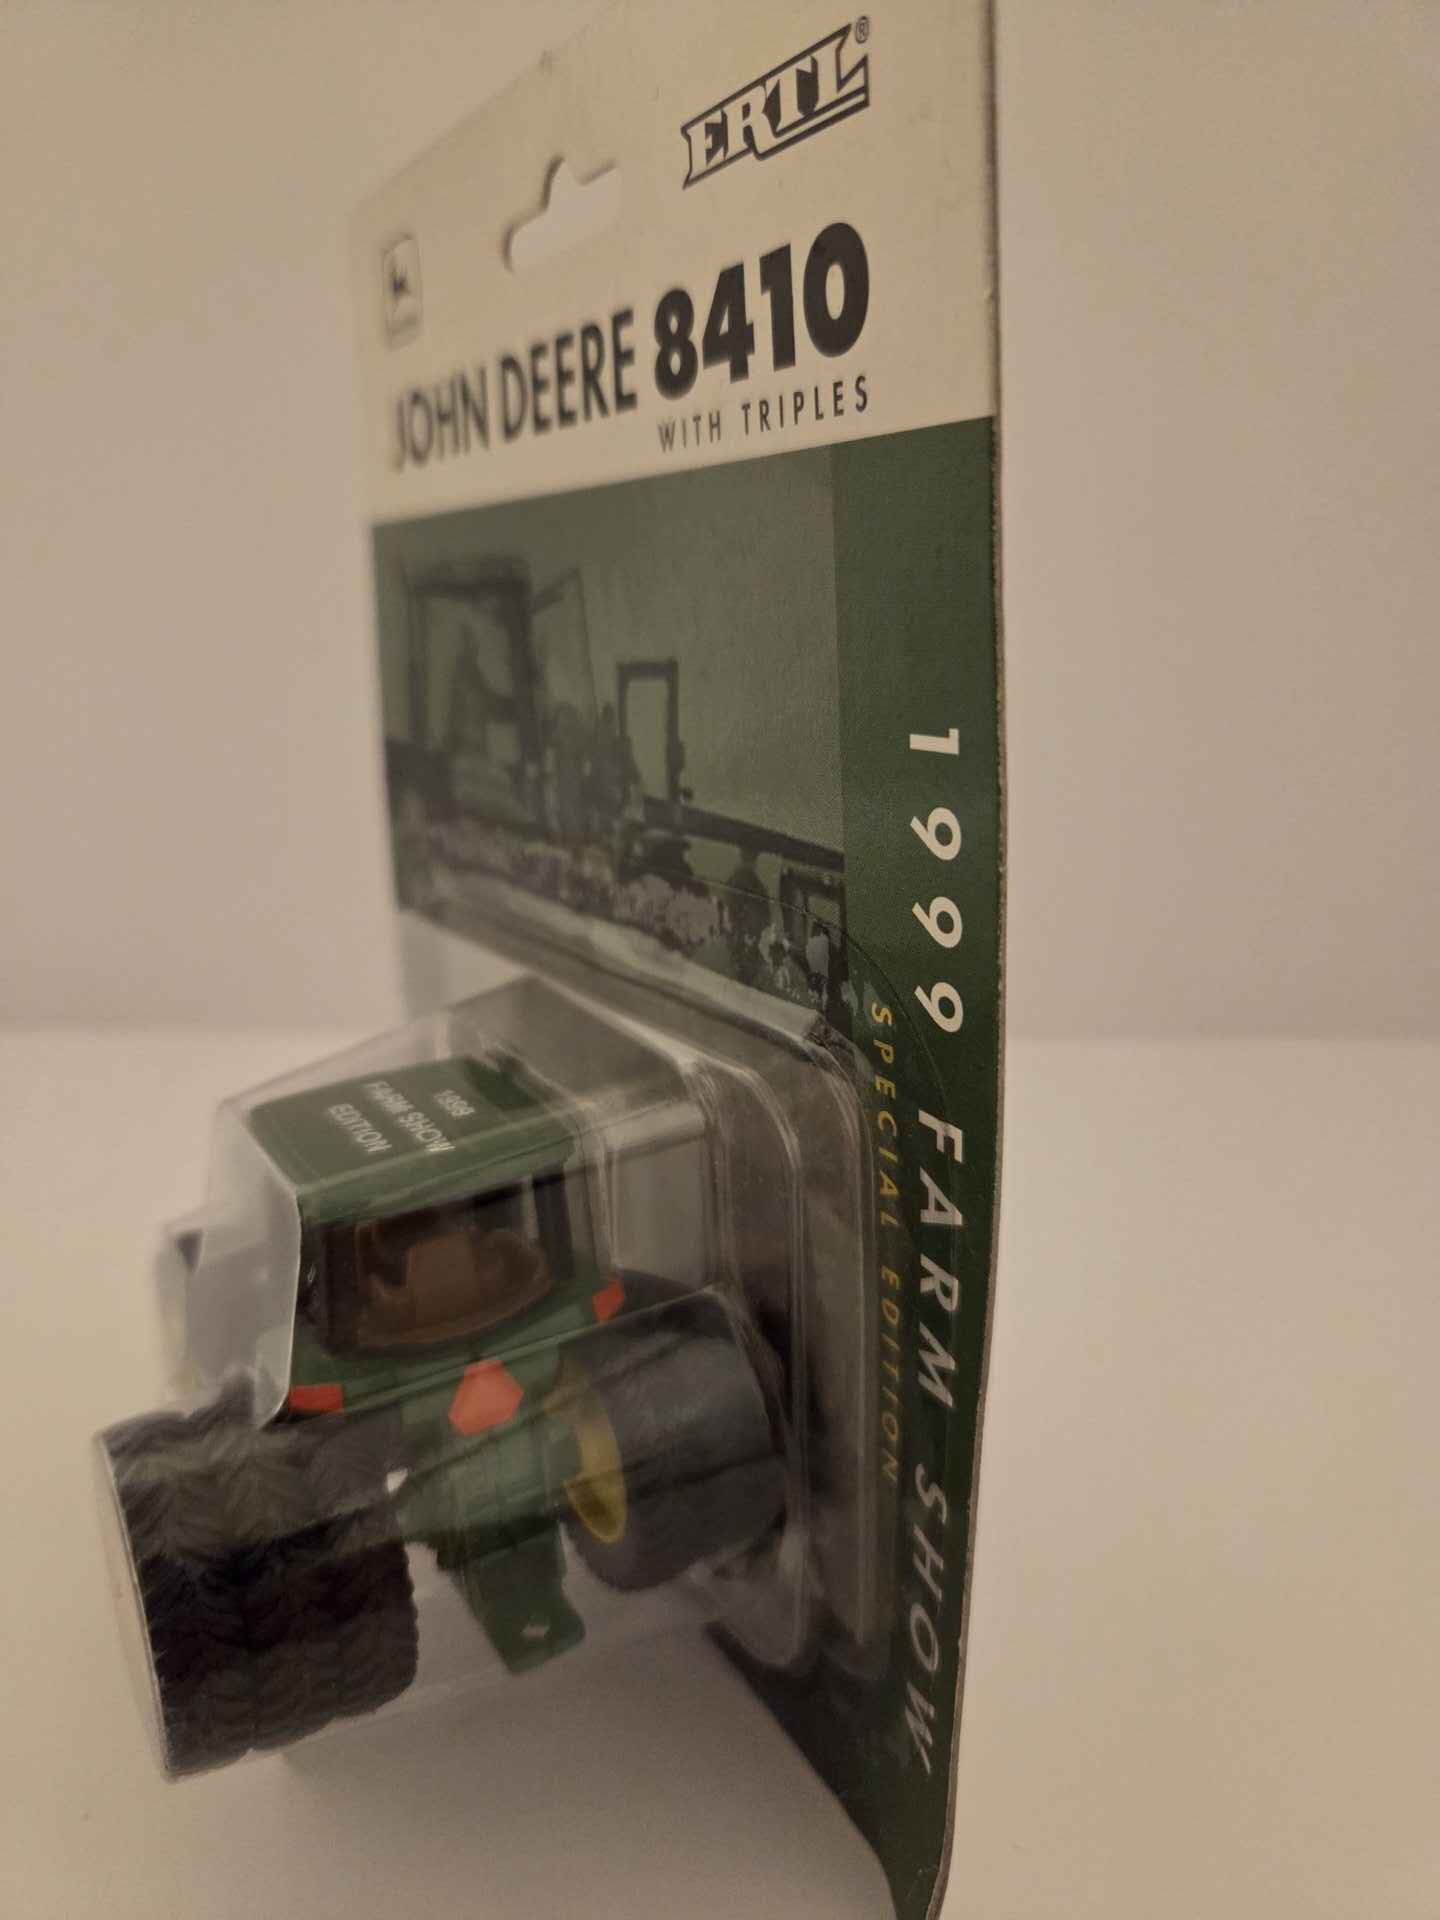 ERTL®
JOHN DEERE 8410
WITH TRIPLES
1999 FARM SHOW
SPECIAL EDITION
1999
FARM SHOW
EDITION